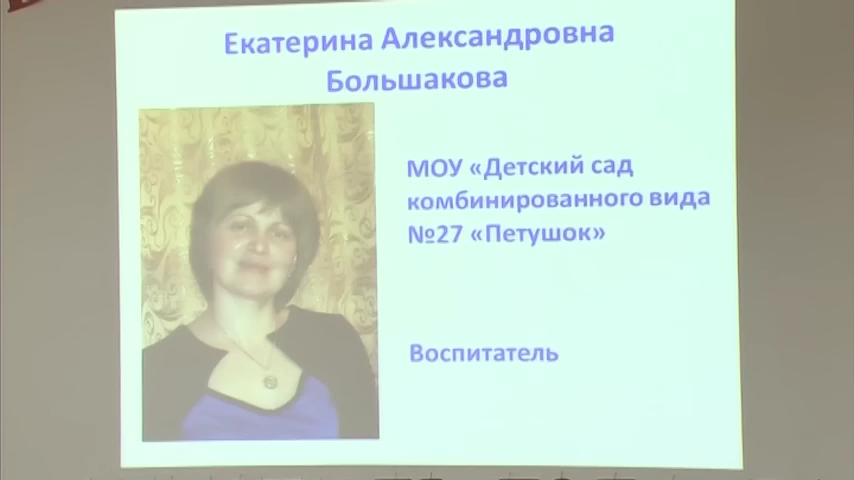 Екатерина Александровна
Большакова
МОУ «Детский сад
комбинированного вида
№27 «Петушок»
Воспитатель